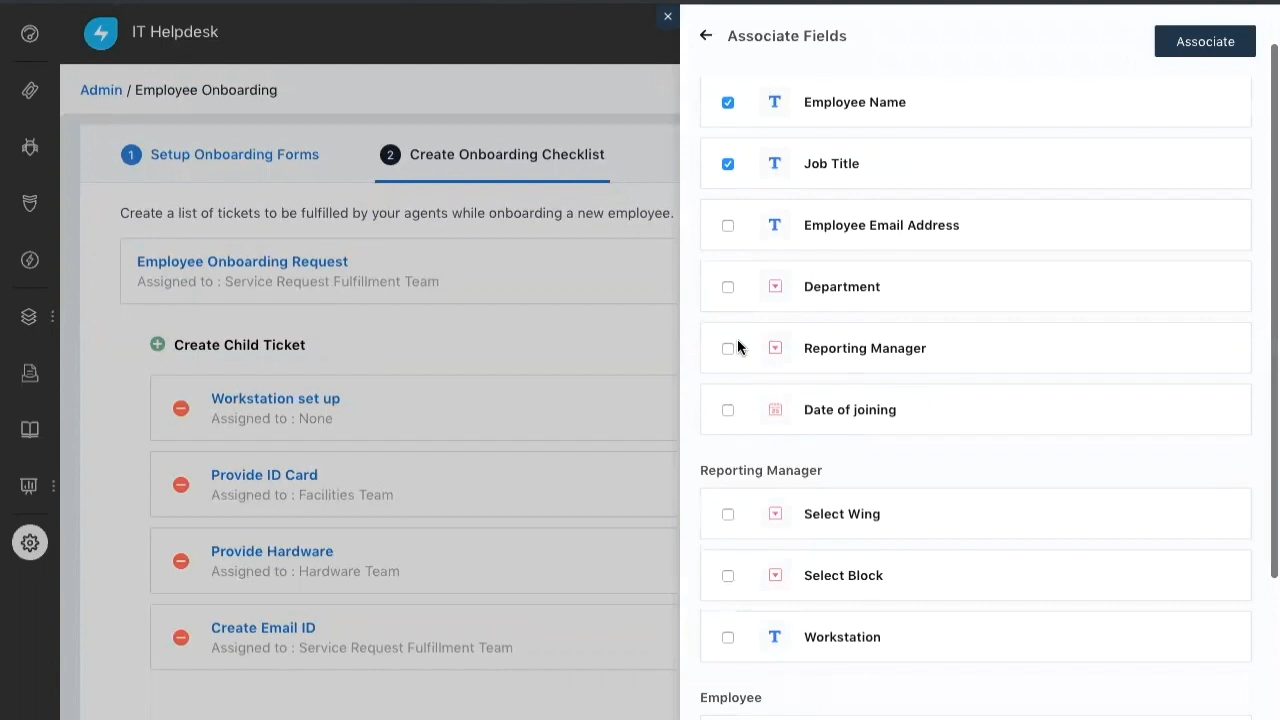 IT Helpdesk
Admin / Employee Onboarding
1 Setup Onboarding Forms
2 Create Onboarding Checklist
Create a list of tickets to be fulfilled by your agents while onboarding a new employee.
Employee Onboarding Request
Assigned to : Service Request Fulfillment Team
Create Child Ticket
Workstation set up
Assigned to : None
Provide ID Card
Assigned to : Facilities Team
Provide Hardware
Assigned to : Hardware Team
Create Email ID
Assigned to : Service Request Fulfillment Team
Associate Fields
Associate
T Employee Name
T Job Title
T Employee Email Address
Department
Reporting Manager
Date of joining
Reporting Manager
Select Wing
Select Block
T Workstation
Employee